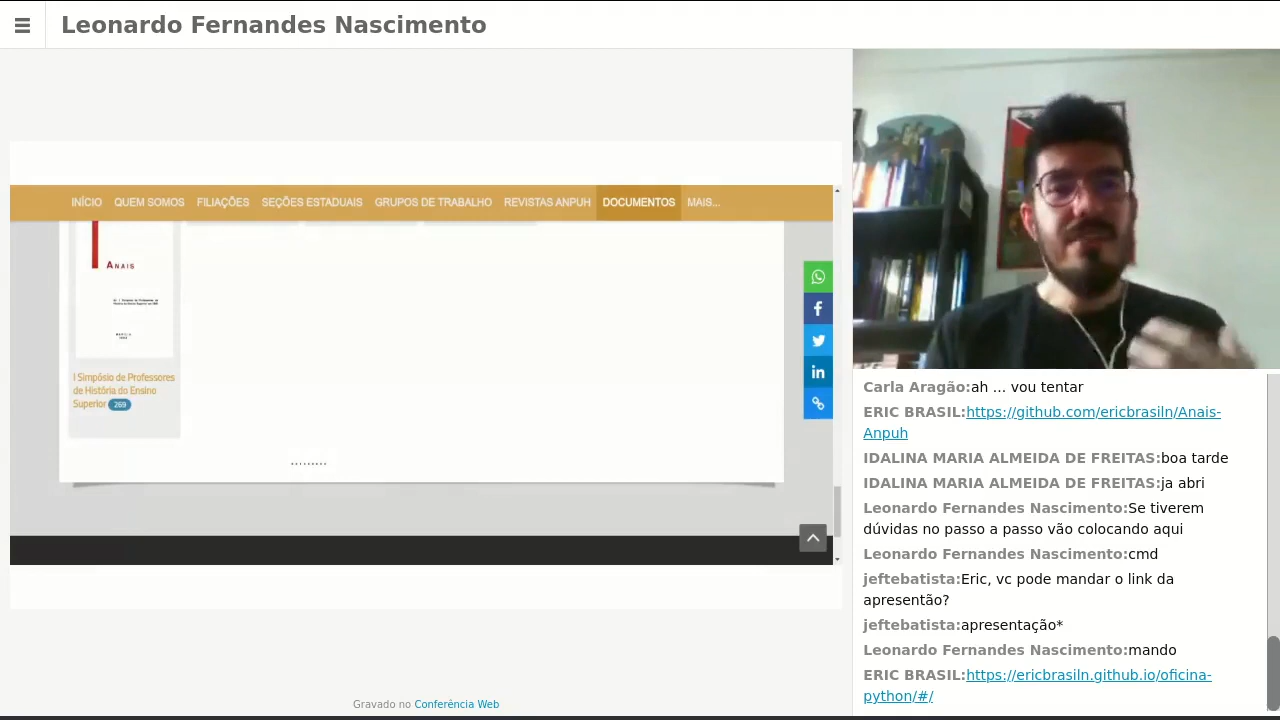 Leonardo Fernandes Nascimento
INÍCIO QUEM SOMOS FILIAÇÕES SEÇÕES ESTADUAIS GRUPOS DE TRABALHO REVISTAS ANPUH DOCUMENTOS MAIS...
ANAIS
I Simpósio de Professores
de História do Ensino
Superior 269
Carla Aragão:ah ... vou tentar
ERIC BRASIL:https://github.com/ericbrasiln/Anais-
Anpuh
IDALINA MARIA ALMEIDA DE FREITAS:boa tarde
IDALINA MARIA ALMEIDA DE FREITAS:ja abri
Leonardo Fernandes Nascimento:Se tiverem
dúvidas no passo a passo vão colocando aqui
Leonardo Fernandes Nascimento:cmd
jeftebatista:Eric, vc pode mandar o link da
apresentão?
jeftebatista:apresentação*
Leonardo Fernandes Nascimento:mando
ERIC BRASIL:https://ericbrasiln.github.io/oficina-
python/#/
Gravado no Conferência Web